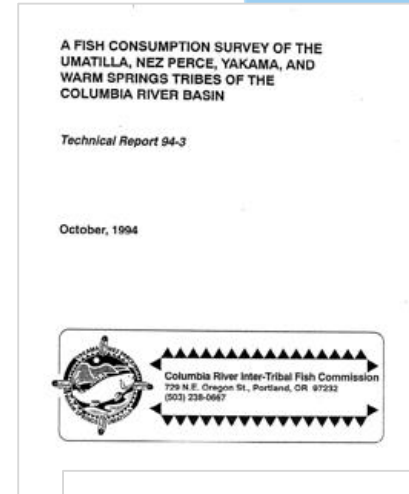 A FISH CONSUMPTION SURVEY OF THE
UMATILLA, NEZ PERCE, YAKAMA, AND
WARM SPRINGS TRIBES OF THE
COLUMBIA RIVER BASIN
Technical Report 94-3
October, 1994
Columbia River Inter-Tribal Fish Commission
729 N.E. Oregon St., Portland, OR 97232
(503) 238-0667